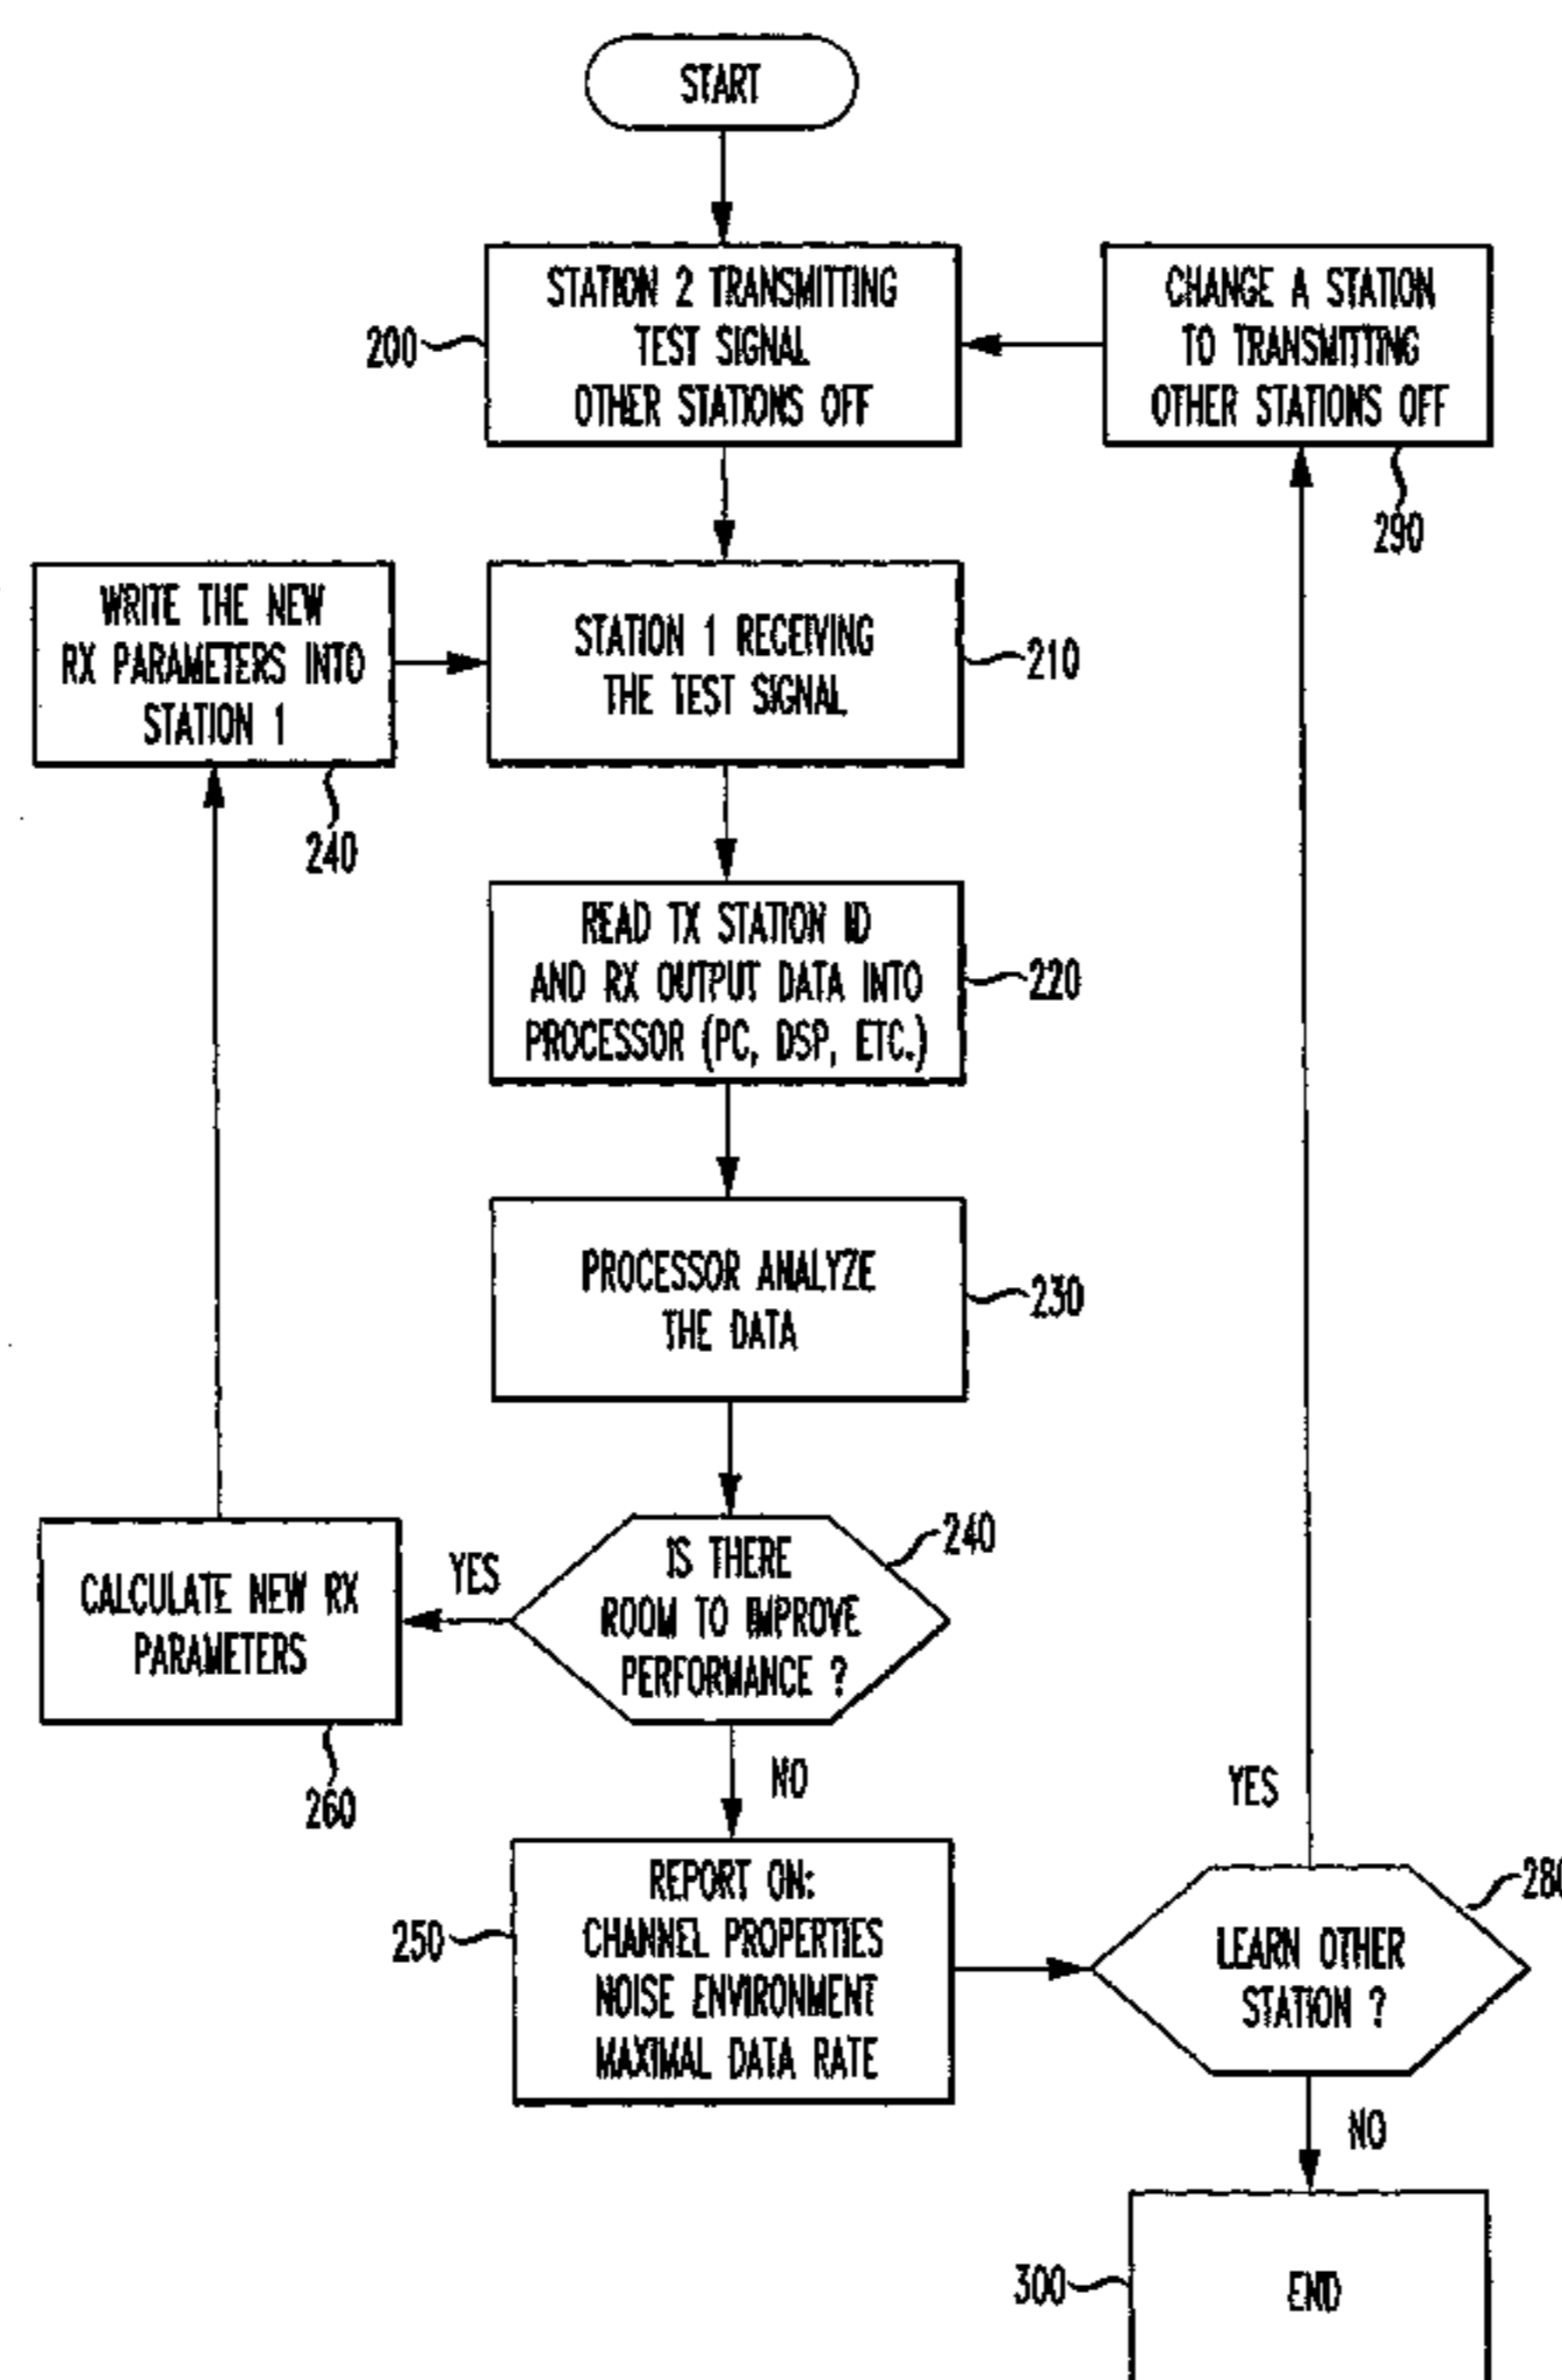 START
STATION 2 TRANSMITTING
TEST SIGNAL
OTHER STATIONS OFF
200
CHANGE A STATION
TO TRANSMITTING
OTHER STATIONS OFF
290
WRITE THE NEW
RX PARAMETERS INTO
STATION 1
240
STATION 1 RECEIVING
THE TEST SIGNAL
210
READ TX STATION ID
AND RX OUTPUT DATA INTO
PROCESSOR (PC, DSP, ETC.)
220
PROCESSOR ANALYZE
THE DATA
230
IS THERE
ROOM TO IMPROVE
PERFORMANCE ?
240
YES
CALCULATE NEW RX
PARAMETERS
260
NO
REPORT ON:
CHANNEL PROPERTIES
NOISE ENVIRONMENT
MAXIMAL DATA RATE
250
YES
LEARN OTHER
STATION ?
280
NO
END
300